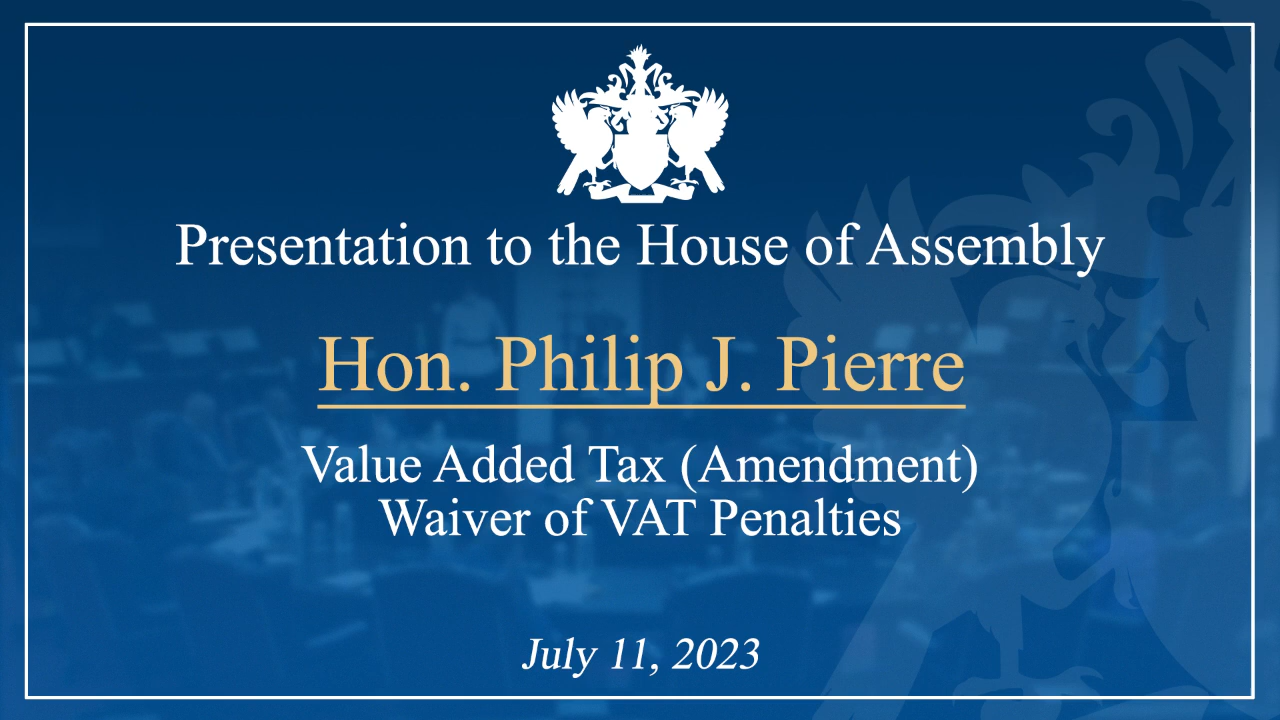 Presentation to the House of Assembly
Hon. Philip J. Pierre
Value Added Tax (Amendment)
Waiver of VAT Penalties
July 11, 2023